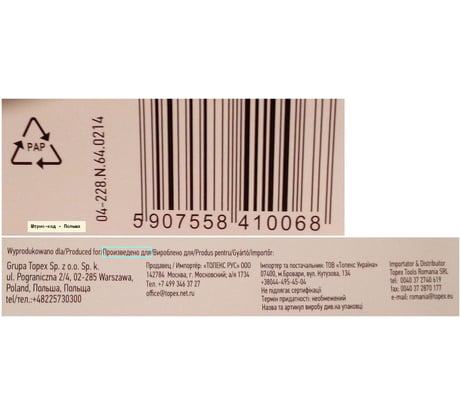 PAP
04-228.N.64.0214
Штрих-код - Польша
5 907558 410068
Wyprodukowano dla/Produced for:Произведено для/Вироблено для/Produs pentru/Gyártó/Importőr:
Grupa Topex Sp. z o.o. Sp. k.
ul. Pograniczna 2/4, 02-285 Warszawa,
Poland, Польша, Польща
tel/тел.:+48225730300
Продавец / Импортёр: «ТОПЕКС РУС» ООО
142714, Москва г, Московский; а/я 1734
Тел. +7 499 346 37 27
office@topex.net.ru
Імпортер та постачальник: ТОВ «Топекс Україна»
07400, м.Бровари, вул. Кутузова, 134
+38044-495-45-04
Не підлягає сертифікації
Термін придатності: необмежений
Назва та артикул виробу див.на упаковці
Importator & Distributor
Topex Tools Romania SRL
tel: 0040 37 2740 619
fax: 0040 37 2870 177
e-mail: romania@topex.eu